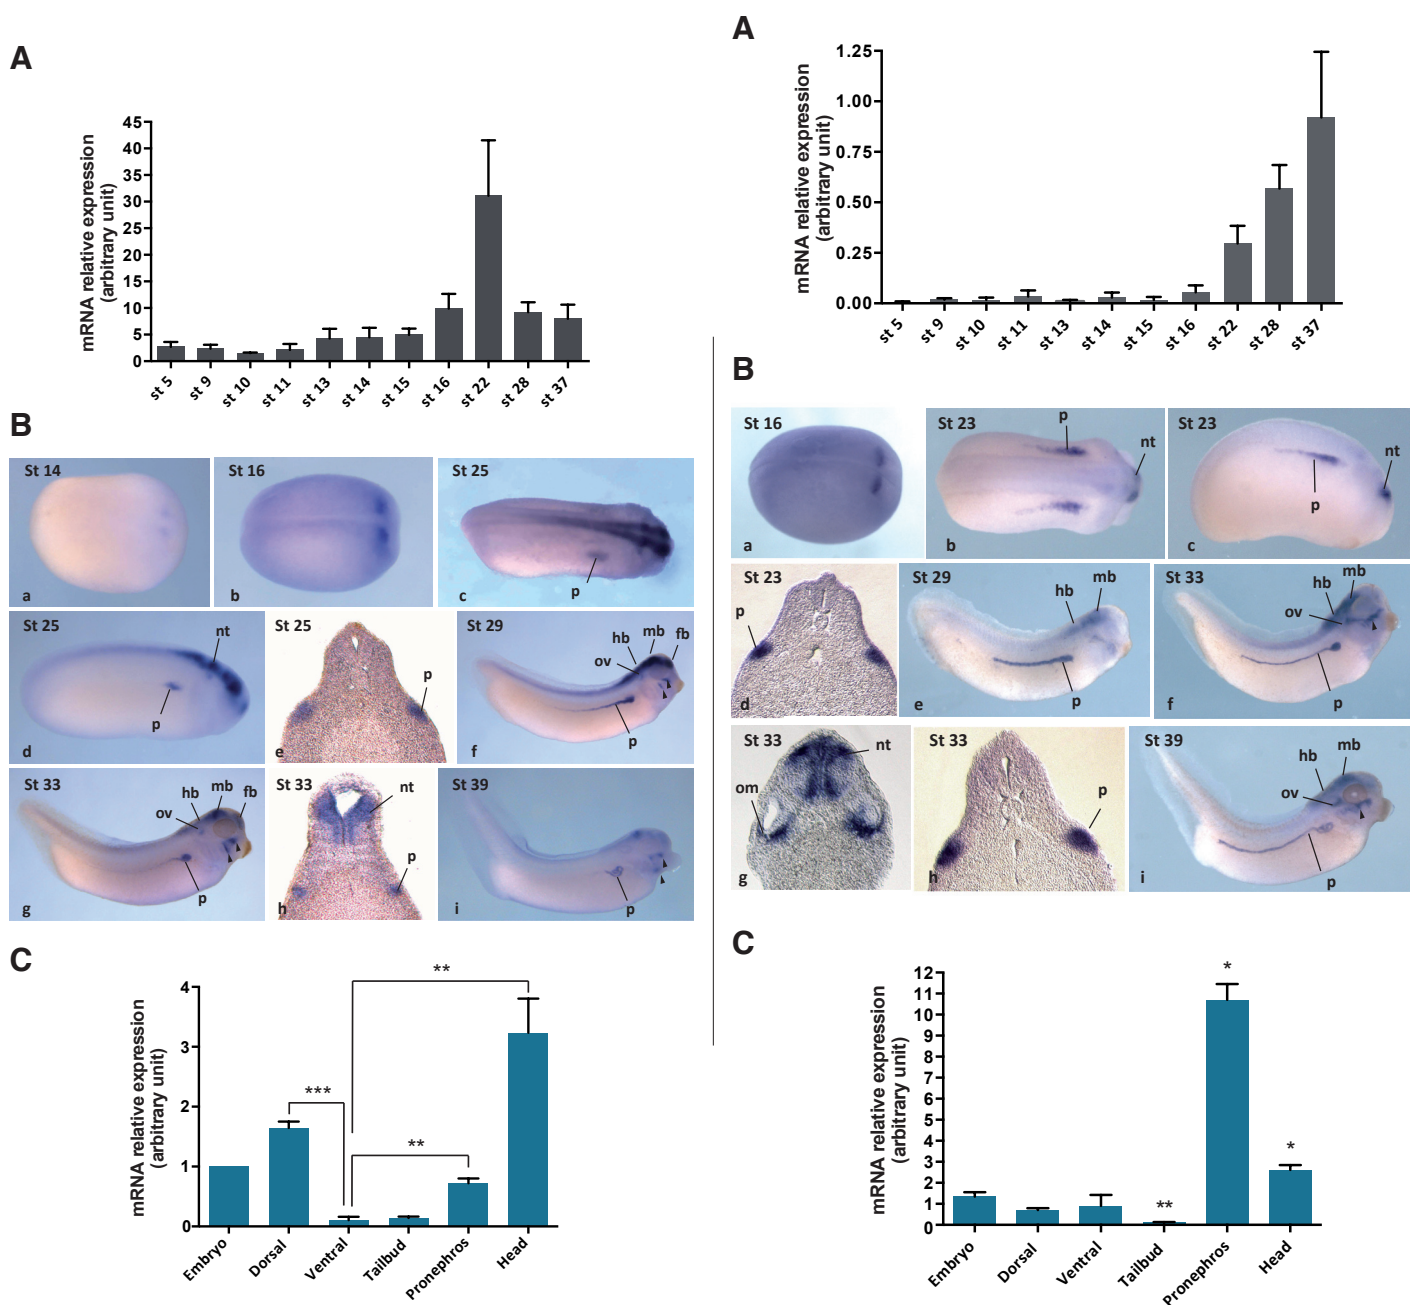 A
mRNA relative expression
(arbitrary unit)
45
40
35
30
25
20
15
10
5
0
st 5
st 9
st 10
st 11
st 13
st 14
st 15
st 16
st 22
st 28
st 37
B
St 14
a
St 16
b
St 25
c
p
St 25
d
nt
p
St 25
e
p
St 29
f
ov
hb
mb
fb
p
St 33
g
hb
mb
fb
ov
p
St 33
h
nt
p
St 39
i
p
C
mRNA relative expression
(arbitrary unit)
4
3
2
1
0
***
**
**
Embryo
Dorsal
Ventral
Tailbud
Pronephros
Head
A
mRNA relative expression
(arbitrary unit)
1.25
1.00
0.75
0.50
0.25
0.00
st 5
st 9
st 10
st 11
st 13
st 14
st 15
st 16
st 22
st 28
st 37
B
St 16
a
St 23
b
p
nt
St 23
c
p
nt
St 23
d
p
St 29
e
hb
mb
p
St 33
f
ov
hb
mb
p
St 33
g
nt
om
St 33
h
p
St 39
i
ov
hb
mb
p
C
mRNA relative expression
(arbitrary unit)
12
11
10
9
8
7
6
5
4
3
2
1
0
**
*
*
Embryo
Dorsal
Ventral
Tailbud
Pronephros
Head